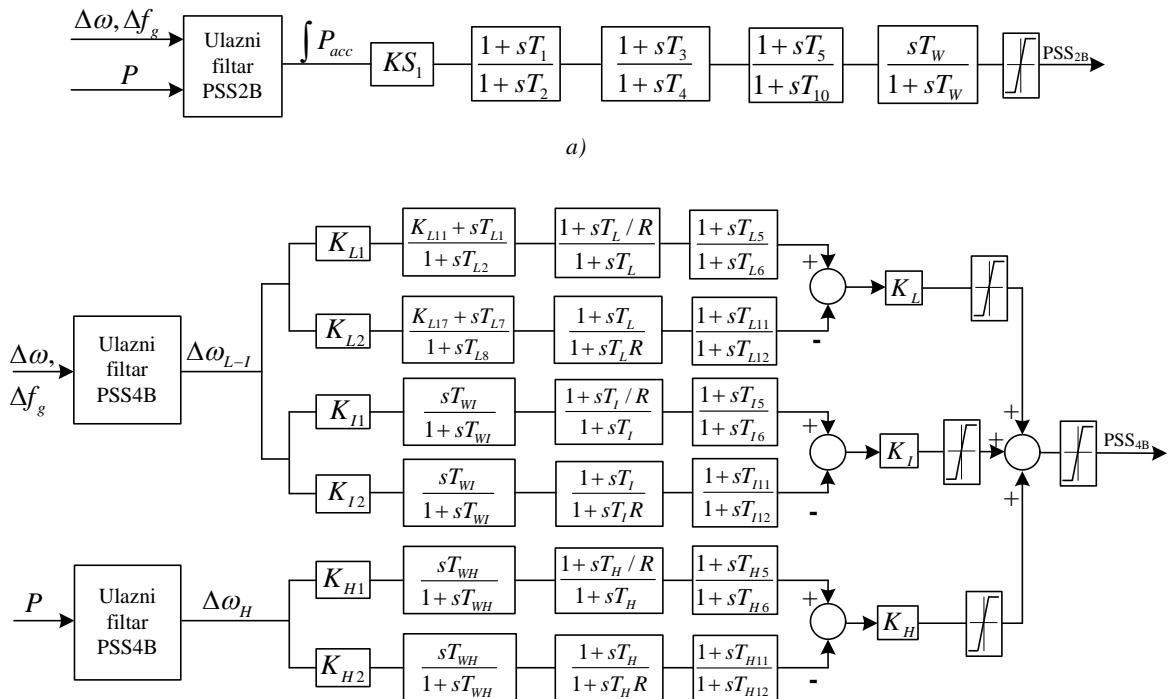 Δω, Δf_g
P
Ulazni
filtar
PSS2B
∫P_acc
KS_1
1 + sT_1
1 + sT_2
1 + sT_3
1 + sT_4
1 + sT_5
1 + sT_10
sT_W
1 + sT_W
PSS_2B
a)
Δω,
Δf_g
Ulazni
filtar
PSS4B
Δω_L−I
K_L1
K_L11 + sT_L1
1 + sT_L2
1 + sT_L / R
1 + sT_L
1 + sT_L5
1 + sT_L6
+
K_L2
K_L17 + sT_L7
1 + sT_L8
1 + sT_L
1 + sT_L R
1 + sT_L11
1 + sT_L12
-
K_L
K_I1
sT_WI
1 + sT_WI
1 + sT_I / R
1 + sT_I
1 + sT_I5
1 + sT_I6
+
K_I2
sT_WI
1 + sT_WI
1 + sT_I
1 + sT_I R
1 + sT_I11
1 + sT_I12
-
K_I
+
+
+
PSS_4B
P
Ulazni
filtar
PSS4B
Δω_H
K_H1
sT_WH
1 + sT_WH
1 + sT_H / R
1 + sT_H
1 + sT_H5
1 + sT_H6
+
K_H2
sT_WH
1 + sT_WH
1 + sT_H
1 + sT_H R
1 + sT_H11
1 + sT_H12
-
K_H